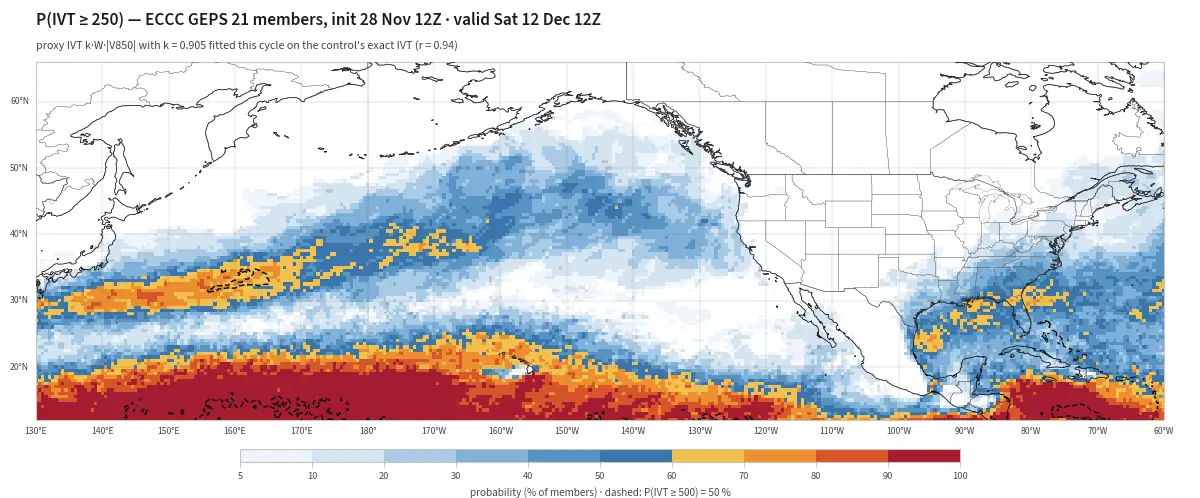 P(IVT ≥ 250) — ECCC GEPS 21 members, init 28 Nov 12Z · valid Sat 12 Dec 12Z
proxy IVT k·W·|V850| with k = 0.905 fitted this cycle on the control's exact IVT (r = 0.94)
60°N
50°N
40°N
30°N
20°N
130°E 140°E 150°E 160°E 170°E 180° 170°W 160°W 150°W 140°W 130°W 120°W 110°W 100°W 90°W 80°W 70°W 60°W
5 10 20 30 40 50 60 70 80 90 100
probability (% of members) · dashed: P(IVT ≥ 500) = 50 %